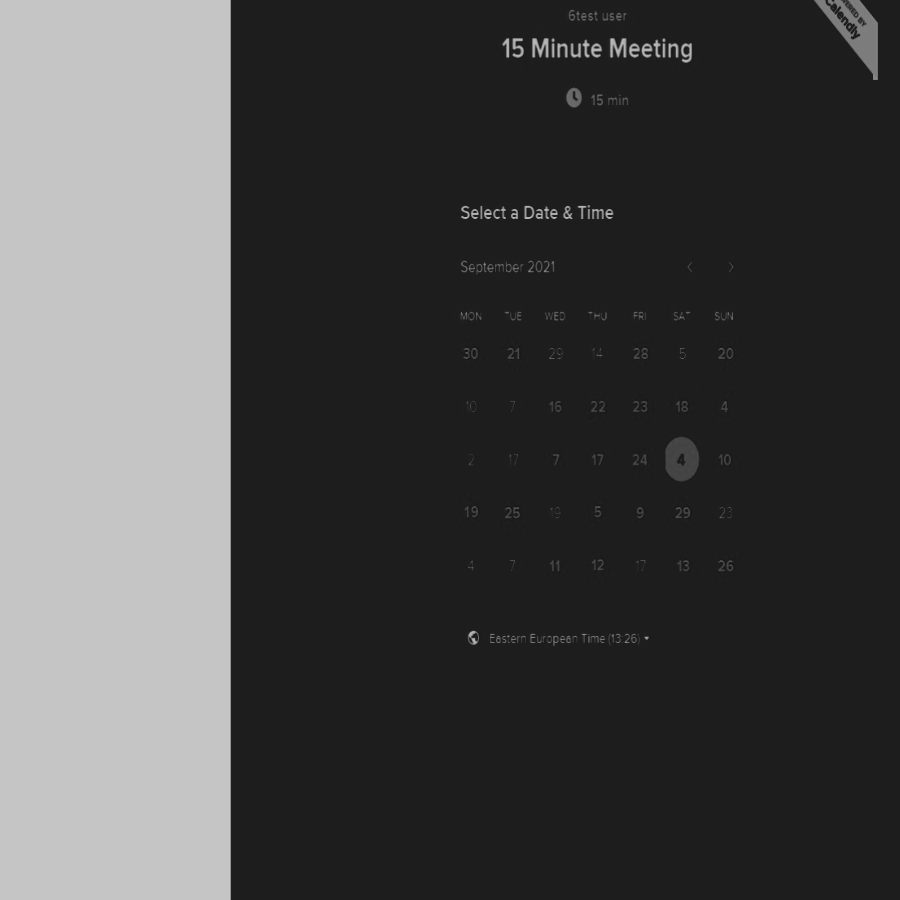 6test user
POWERED BY
Calendly
15 Minute Meeting
15 min
Select a Date & Time
September 2021
MON TUE WED THU FRI SAT SUN
30 21 29 14 28 5 20
10 7 16 22 23 18 4
2 17 7 17 24 4 10
19 25 19 5 9 29 23
4 7 11 12 17 13 26
Eastern European Time (13:26)